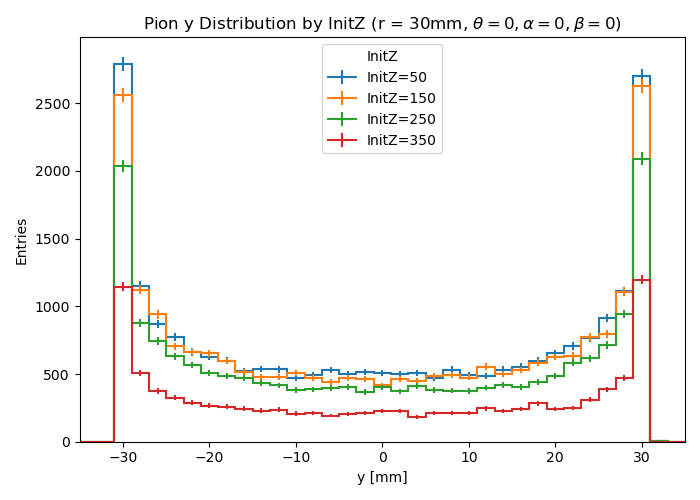 Pion y Distribution by InitZ (r = 30mm, θ = 0, α = 0, β = 0)
InitZ
InitZ=50
InitZ=150
InitZ=250
InitZ=350
Entries
2500
2000
1500
1000
500
0
−30
−20
−10
0
10
20
30
y [mm]